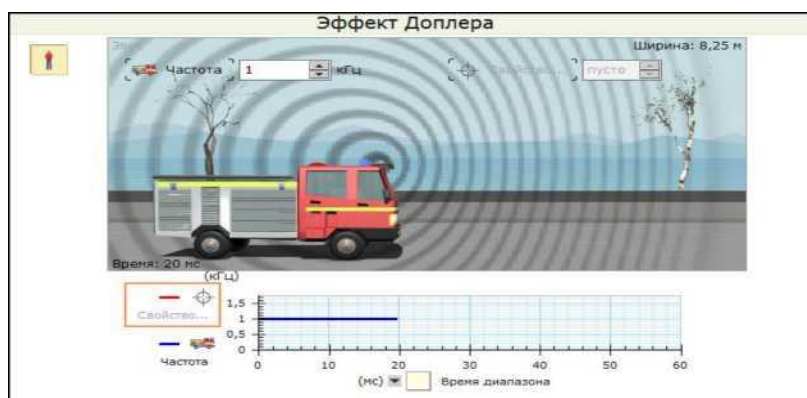 Эффект Доплера
Ширина: 8,25 м
Частота 1 кГц Свойство... пусто
Время: 20 мс
(кГц)
Свойство...
Частота
1,5
1
0,5
0
0 10 20 30 40 50 60
(мс) Время диапазона